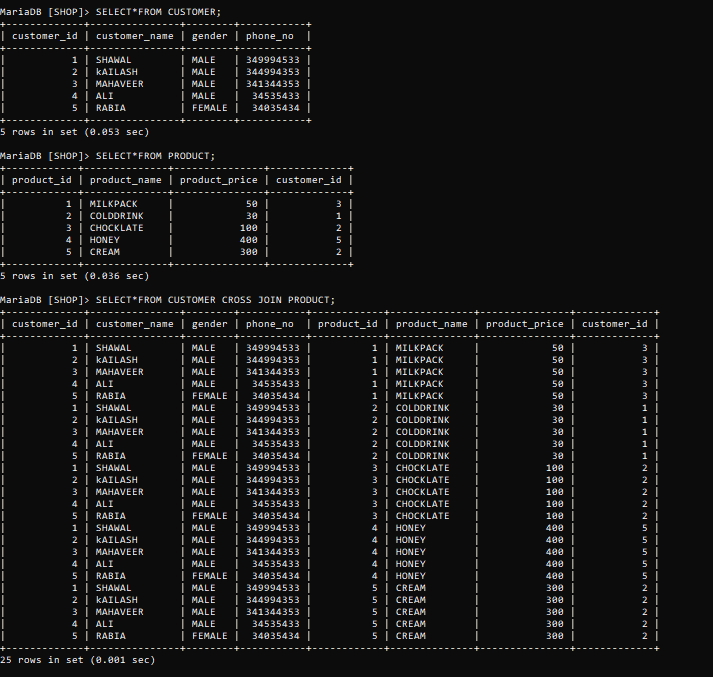 MariaDB [SHOP]> SELECT*FROM CUSTOMER;
+-------------+---------------+--------+-----------+
| customer_id | customer_name | gender | phone_no  |
+-------------+---------------+--------+-----------+
|           1 | SHAWAL        | MALE   | 349994533 |
|           2 | kAILASH       | MALE   | 344994353 |
|           3 | MAHAVEER      | MALE   | 341344353 |
|           4 | ALI           | MALE   |  34535433 |
|           5 | RABIA         | FEMALE |  34035434 |
+-------------+---------------+--------+-----------+
5 rows in set (0.053 sec)
MariaDB [SHOP]> SELECT*FROM PRODUCT;
+------------+--------------+---------------+-------------+
| product_id | product_name | product_price | customer_id |
+------------+--------------+---------------+-------------+
|          1 | MILKPACK     |            50 |           3 |
|          2 | COLDDRINK    |            30 |           1 |
|          3 | CHOCKLATE    |           100 |           2 |
|          4 | HONEY        |           400 |           5 |
|          5 | CREAM        |           300 |           2 |
+------------+--------------+---------------+-------------+
5 rows in set (0.036 sec)
MariaDB [SHOP]> SELECT*FROM CUSTOMER CROSS JOIN PRODUCT;
+-------------+---------------+--------+-----------+------------+--------------+---------------+-------------+
| customer_id | customer_name | gender | phone_no  | product_id | product_name | product_price | customer_id |
+-------------+---------------+--------+-----------+------------+--------------+---------------+-------------+
|           1 | SHAWAL        | MALE   | 349994533 |          1 | MILKPACK     |            50 |           3 |
|           2 | kAILASH       | MALE   | 344994353 |          1 | MILKPACK     |            50 |           3 |
|           3 | MAHAVEER      | MALE   | 341344353 |          1 | MILKPACK     |            50 |           3 |
|           4 | ALI           | MALE   |  34535433 |          1 | MILKPACK     |            50 |           3 |
|           5 | RABIA         | FEMALE |  34035434 |          1 | MILKPACK     |            50 |           3 |
|           1 | SHAWAL        | MALE   | 349994533 |          2 | COLDDRINK    |            30 |           1 |
|           2 | kAILASH       | MALE   | 344994353 |          2 | COLDDRINK    |            30 |           1 |
|           3 | MAHAVEER      | MALE   | 341344353 |          2 | COLDDRINK    |            30 |           1 |
|           4 | ALI           | MALE   |  34535433 |          2 | COLDDRINK    |            30 |           1 |
|           5 | RABIA         | FEMALE |  34035434 |          2 | COLDDRINK    |            30 |           1 |
|           1 | SHAWAL        | MALE   | 349994533 |          3 | CHOCKLATE    |           100 |           2 |
|           2 | kAILASH       | MALE   | 344994353 |          3 | CHOCKLATE    |           100 |           2 |
|           3 | MAHAVEER      | MALE   | 341344353 |          3 | CHOCKLATE    |           100 |           2 |
|           4 | ALI           | MALE   |  34535433 |          3 | CHOCKLATE    |           100 |           2 |
|           5 | RABIA         | FEMALE |  34035434 |          3 | CHOCKLATE    |           100 |           2 |
|           1 | SHAWAL        | MALE   | 349994533 |          4 | HONEY        |           400 |           5 |
|           2 | kAILASH       | MALE   | 344994353 |          4 | HONEY        |           400 |           5 |
|           3 | MAHAVEER      | MALE   | 341344353 |          4 | HONEY        |           400 |           5 |
|           4 | ALI           | MALE   |  34535433 |          4 | HONEY        |           400 |           5 |
|           5 | RABIA         | FEMALE |  34035434 |          4 | HONEY        |           400 |           5 |
|           1 | SHAWAL        | MALE   | 349994533 |          5 | CREAM        |           300 |           2 |
|           2 | kAILASH       | MALE   | 344994353 |          5 | CREAM        |           300 |           2 |
|           3 | MAHAVEER      | MALE   | 341344353 |          5 | CREAM        |           300 |           2 |
|           4 | ALI           | MALE   |  34535433 |          5 | CREAM        |           300 |           2 |
|           5 | RABIA         | FEMALE |  34035434 |          5 | CREAM        |           300 |           2 |
+-------------+---------------+--------+-----------+------------+--------------+---------------+-------------+
25 rows in set (0.001 sec)